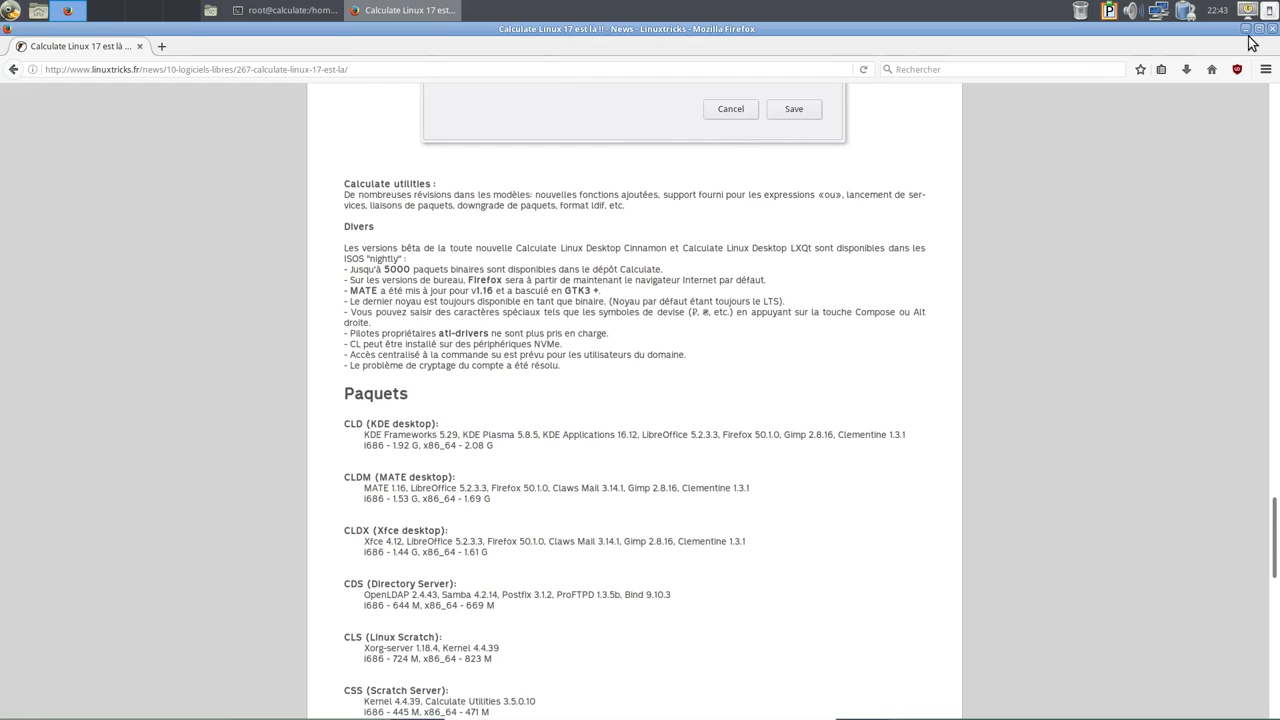 root@calculate:/hom...
Calculate Linux 17 est...
22:43
Calculate Linux 17 est là !! - News - Linuxtricks - Mozilla Firefox
Calculate Linux 17 est là ...
http://www.linuxtricks.fr/news/10-logiciels-libres/267-calculate-linux-17-est-la/
Rechercher
Cancel
Save
Calculate utilities :
De nombreuses révisions dans les modèles: nouvelles fonctions ajoutées, support fourni pour les expressions «ou», lancement de ser-
vices, liaisons de paquets, downgrade de paquets, format ldif, etc.
Divers
Les versions bêta de la toute nouvelle Calculate Linux Desktop Cinnamon et Calculate Linux Desktop LXQt sont disponibles dans les
ISOS "nightly" :
- Jusqu'à 5000 paquets binaires sont disponibles dans le dépôt Calculate.
- Sur les versions de bureau, Firefox sera à partir de maintenant le navigateur Internet par défaut.
- MATE a été mis à jour pour v1.16 et a basculé en GTK3 +.
- Le dernier noyau est toujours disponible en tant que binaire. (Noyau par défaut étant toujours le LTS).
- Vous pouvez saisir des caractères spéciaux tels que les symboles de devise (₽, ₴, etc.) en appuyant sur la touche Compose ou Alt
droite.
- Pilotes propriétaires ati-drivers ne sont plus pris en charge.
- CL peut être installé sur des périphériques NVMe.
- Accès centralisé à la commande su est prévu pour les utilisateurs du domaine.
- Le problème de cryptage du compte a été résolu.
Paquets
CLD (KDE desktop):
KDE Frameworks 5.29, KDE Plasma 5.8.5, KDE Applications 16.12, LibreOffice 5.2.3.3, Firefox 50.1.0, Gimp 2.8.16, Clementine 1.3.1
i686 - 1.92 G, x86_64 - 2.08 G
CLDM (MATE desktop):
MATE 1.16, LibreOffice 5.2.3.3, Firefox 50.1.0, Claws Mail 3.14.1, Gimp 2.8.16, Clementine 1.3.1
i686 - 1.53 G, x86_64 - 1.69 G
CLDX (Xfce desktop):
Xfce 4.12, LibreOffice 5.2.3.3, Firefox 50.1.0, Claws Mail 3.14.1, Gimp 2.8.16, Clementine 1.3.1
i686 - 1.44 G, x86_64 - 1.61 G
CDS (Directory Server):
OpenLDAP 2.4.43, Samba 4.2.14, Postfix 3.1.2, ProFTPD 1.3.5b, Bind 9.10.3
i686 - 644 M, x86_64 - 669 M
CLS (Linux Scratch):
Xorg-server 1.18.4, Kernel 4.4.39
i686 - 724 M, x86_64 - 823 M
CSS (Scratch Server):
Kernel 4.4.39, Calculate Utilities 3.5.0.10
i686 - 445 M, x86_64 - 471 M